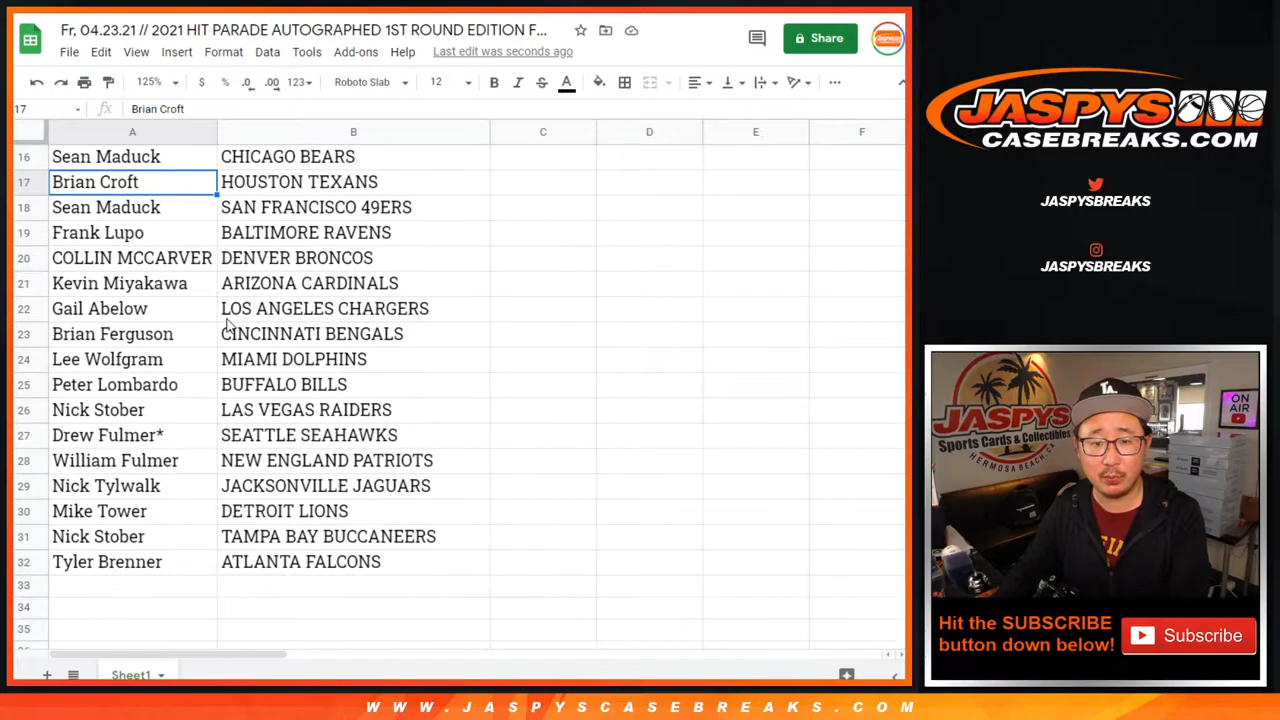 Fr, 04.23.21 // 2021 HIT PARADE AUTOGRAPHED 1ST ROUND EDITION F...
File Edit View Insert Format Data Tools Add-ons Help Last edit was seconds ago
Share
125% $ % .0 .00 123 Roboto Slab 12 B I S A
17 fx Brian Croft
A B C D E F
16 Sean Maduck CHICAGO BEARS
17 Brian Croft HOUSTON TEXANS
18 Sean Maduck SAN FRANCISCO 49ERS
19 Frank Lupo BALTIMORE RAVENS
20 COLLIN MCCARVER DENVER BRONCOS
21 Kevin Miyakawa ARIZONA CARDINALS
22 Gail Abelow LOS ANGELES CHARGERS
23 Brian Ferguson CINCINNATI BENGALS
24 Lee Wolfgram MIAMI DOLPHINS
25 Peter Lombardo BUFFALO BILLS
26 Nick Stober LAS VEGAS RAIDERS
27 Drew Fulmer* SEATTLE SEAHAWKS
28 William Fulmer NEW ENGLAND PATRIOTS
29 Nick Tylwalk JACKSONVILLE JAGUARS
30 Mike Tower DETROIT LIONS
31 Nick Stober TAMPA BAY BUCCANEERS
32 Tyler Brenner ATLANTA FALCONS
33
34
35
Sheet1
JASPYS
CASEBREAKS.COM
JASPYSBREAKS
JASPYSBREAKS
JASPYS
Sports Cards & Collectibles
HERMOSA BEACH, CA
LA
ON AIR
Hit the SUBSCRIBE
button down below!
Subscribe
WWW.JASPYSCASEBREAKS.COM